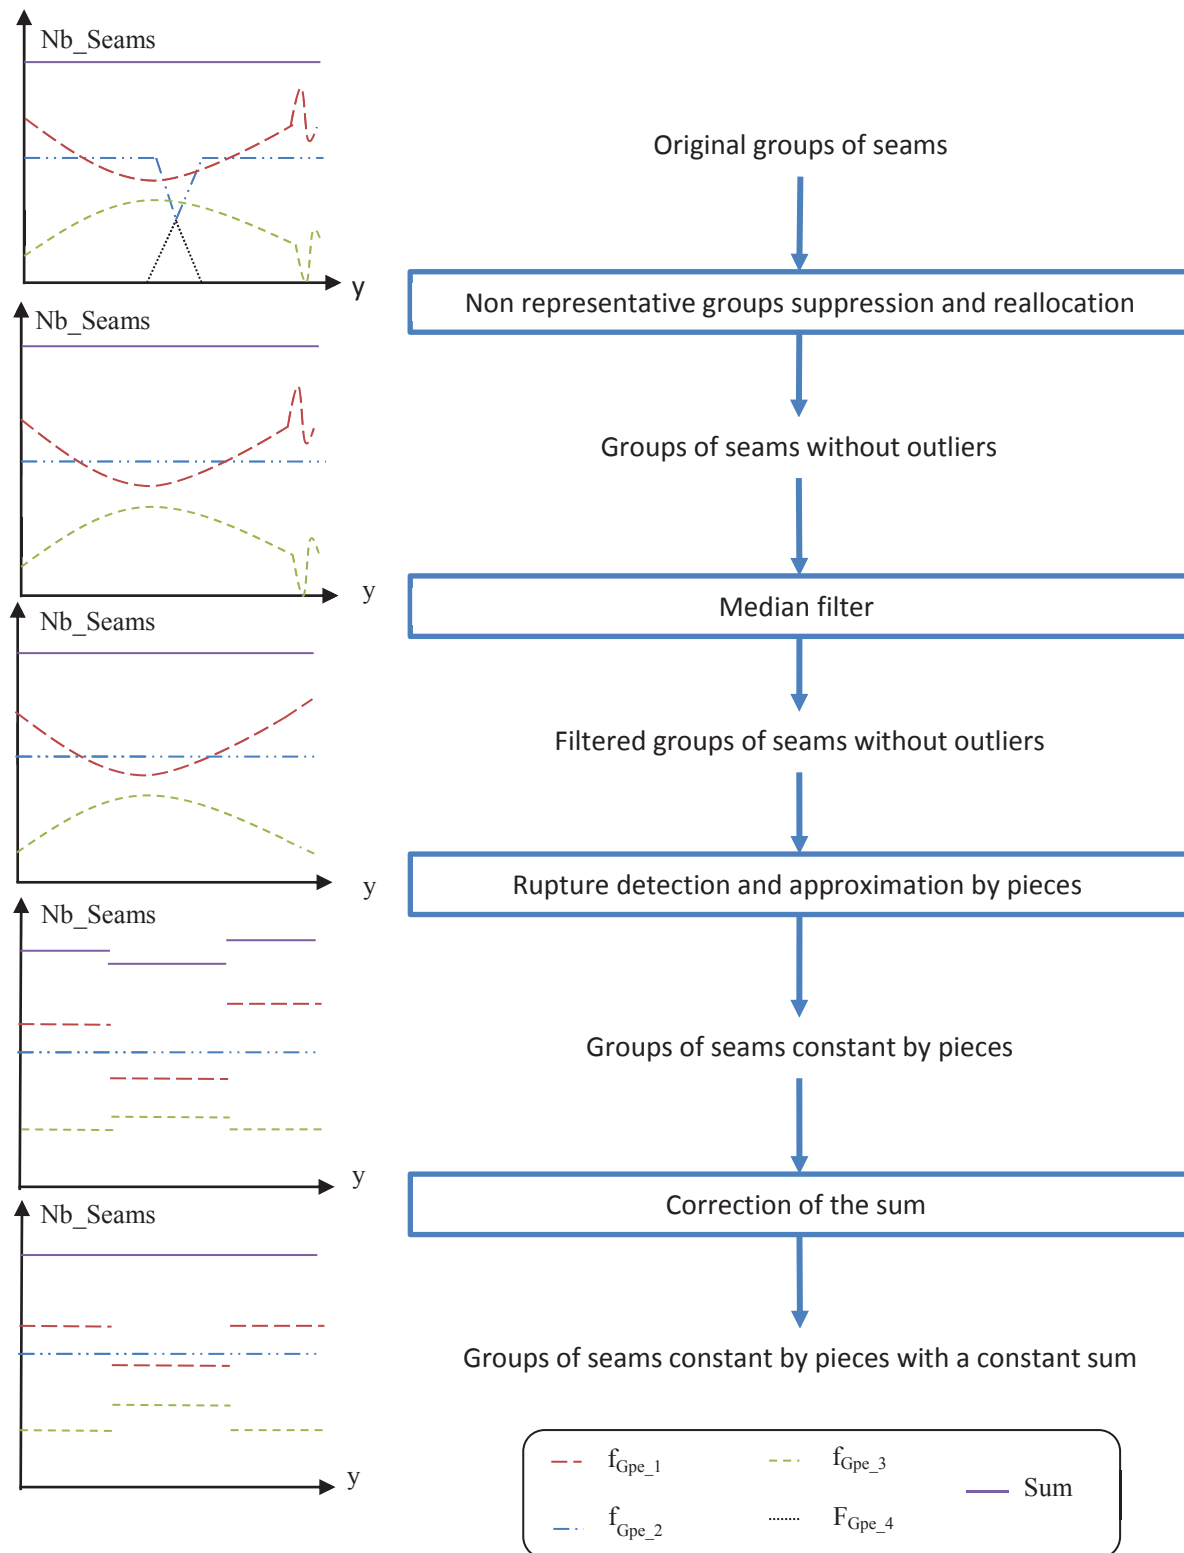 Nb_Seams
Original groups of seams
y
Non representative groups suppression and reallocation
Nb_Seams
Groups of seams without outliers
y
Median filter
Nb_Seams
Filtered groups of seams without outliers
y
Rupture detection and approximation by pieces
Nb_Seams
Groups of seams constant by pieces
y
Correction of the sum
Nb_Seams
Groups of seams constant by pieces with a constant sum
y
fGpe_1
fGpe_3
Sum
fGpe_2
FGpe_4